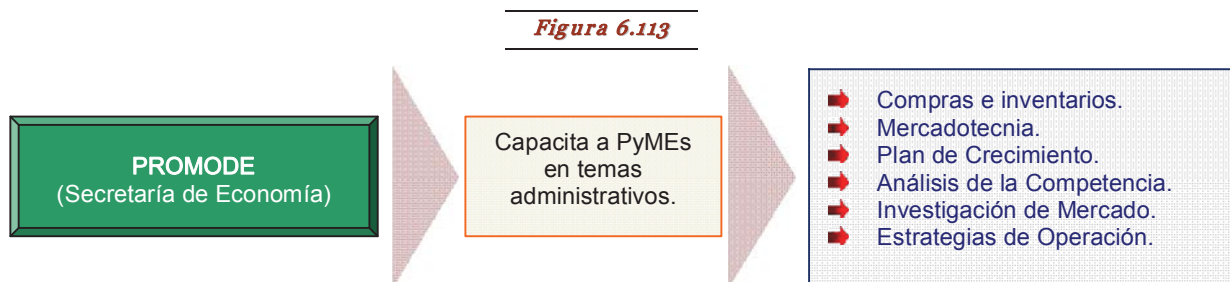 Figura 6.113
PROMODE
(Secretaría de Economía)
Capacita a PyMEs
en temas
administrativos.
Compras e inventarios.
Mercadotecnia.
Plan de Crecimiento.
Análisis de la Competencia.
Investigación de Mercado.
Estrategias de Operación.